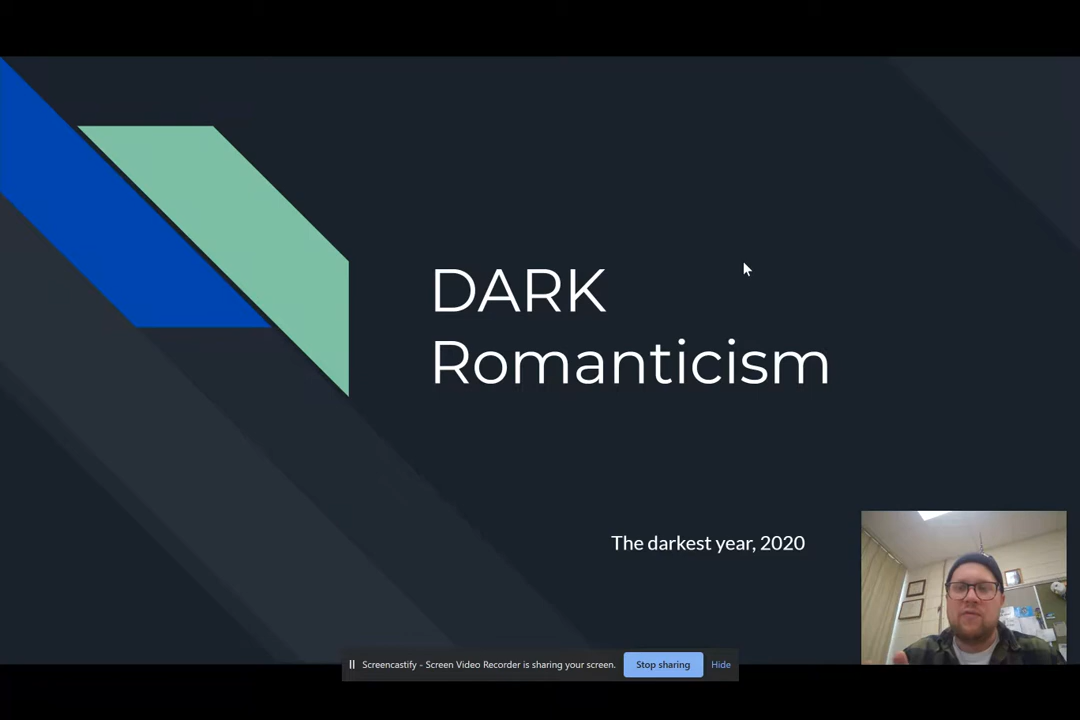 DARK
Romanticism
The darkest year, 2020
Screencastify - Screen Video Recorder is sharing your screen.
Stop sharing
Hide